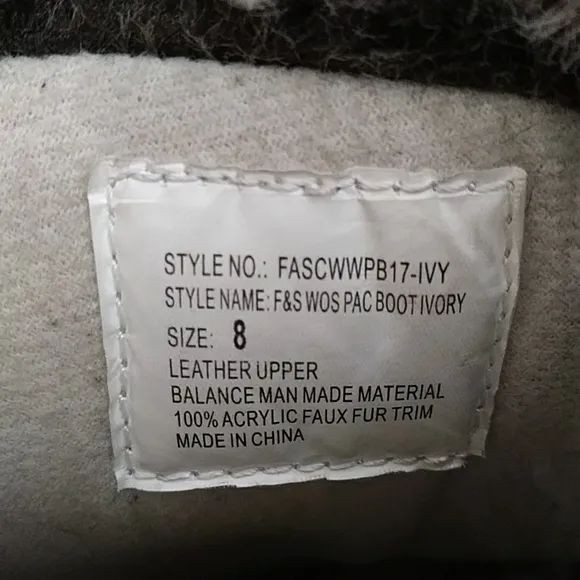 STYLE NO.: FASCWWPB17-IVY
STYLE NAME: F&S WOS PAC BOOT IVORY
SIZE: 8
LEATHER UPPER
BALANCE MAN MADE MATERIAL
100% ACRYLIC FAUX FUR TRIM
MADE IN CHINA